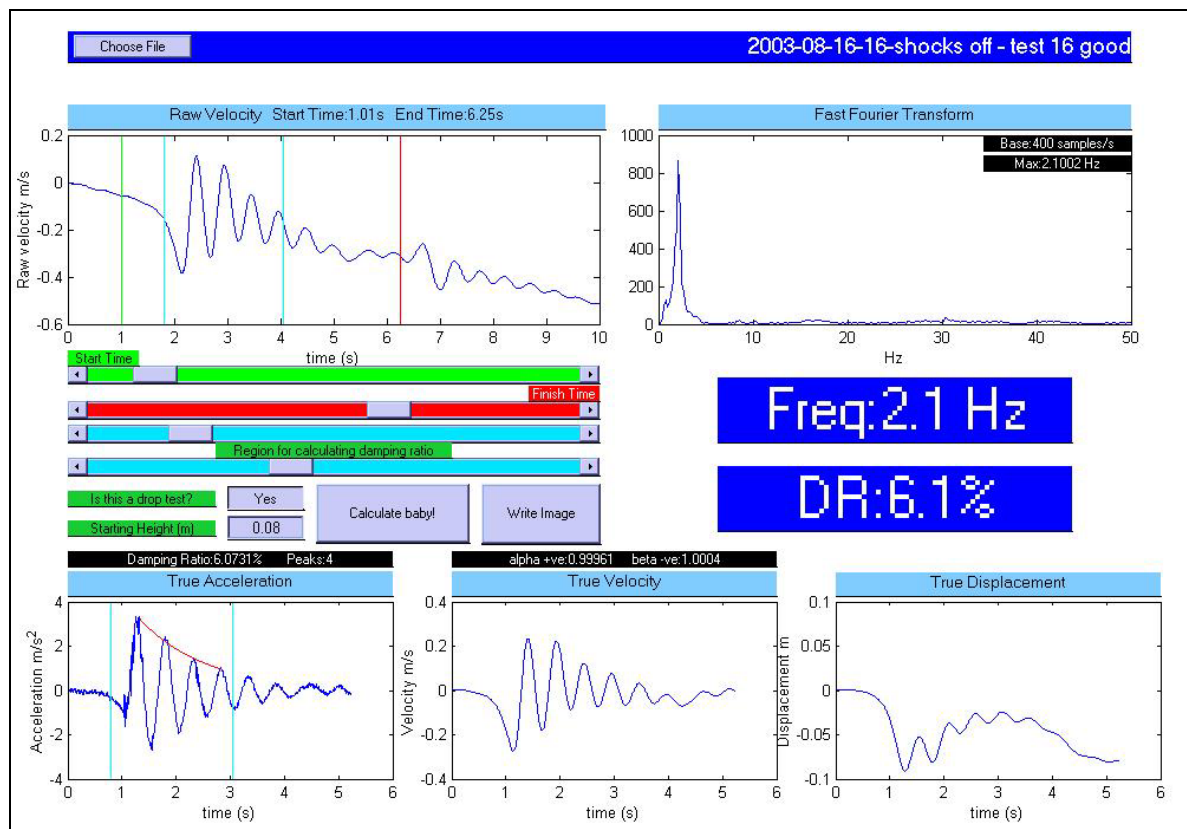 Choose File
2003-08-16-16-shocks off - test 16 good
Raw Velocity Start Time:1.01s End Time:6.25s
Raw velocity m/s
0.2
0
-0.2
-0.4
-0.6
0 1 2 3 4 5 6 7 8 9 10
time (s)
Fast Fourier Transform
Base:400 samples/s
Max:2.1002 Hz
1000
800
600
400
200
0
0 10 20 30 40 50
Hz
Start Time
Finish Time
Region for calculating damping ratio
Is this a drop test?
Yes
Starting Height (m)
0.08
Calculate baby!
Write Image
Freq:2.1 Hz
DR:6.1%
Damping Ratio:6.0731% Peaks:4
True Acceleration
Acceleration m/s²
4
2
0
-2
-4
0 1 2 3 4 5 6
time (s)
alpha +ve:0.99961 beta -ve:1.0004
True Velocity
Velocity m/s
0.4
0.2
0
-0.2
-0.4
0 1 2 3 4 5 6
time (s)
True Displacement
Displacement m
0.1
0.05
0
-0.05
-0.1
0 1 2 3 4 5 6
time (s)